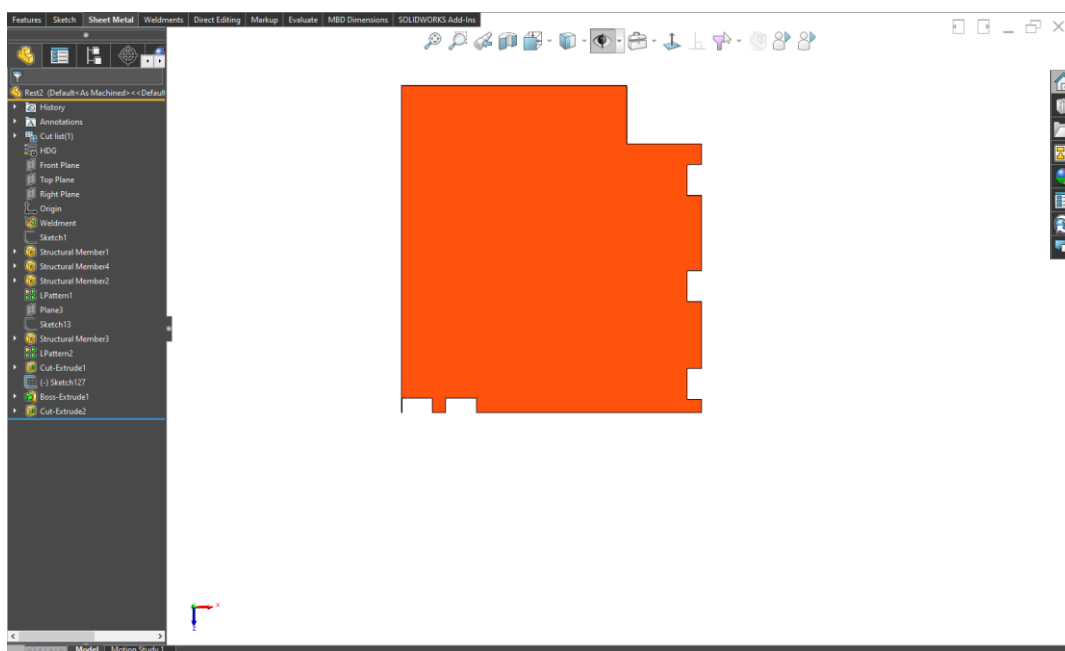 Features Sketch Sheet Metal Weldments Direct Editing Markup Evaluate MBD Dimensions SOLIDWORKS Add-Ins
Rest2 (Default<As Machined><<Default
History
Annotations
Cut list(1)
HDG
Front Plane
Top Plane
Right Plane
Origin
Weldment
Sketch1
Structural Member1
Structural Member4
Structural Member2
LPattern1
Plane3
Sketch13
Structural Member3
LPattern2
Cut-Extrude1
(-) Sketch127
Boss-Extrude1
Cut-Extrude2
x
z
Model Motion Study 1